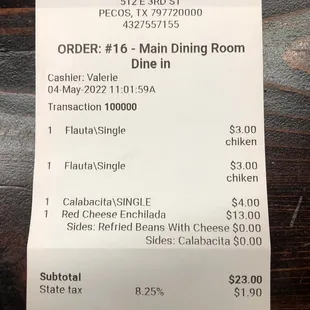 512 E 3RD ST
PECOS, TX 797720000
4327557155
ORDER: #16 - Main Dining Room
Dine in
Cashier: Valerie
04-May-2022 11:01:59A
Transaction 100000
1 Flauta\Single $3.00
chiken
1 Flauta\Single $3.00
chiken
1 Calabacita\SINGLE $4.00
1 Red Cheese Enchilada $13.00
Sides: Refried Beans With Cheese $0.00
Sides: Calabacita $0.00
Subtotal $23.00
State tax 8.25% $1.90